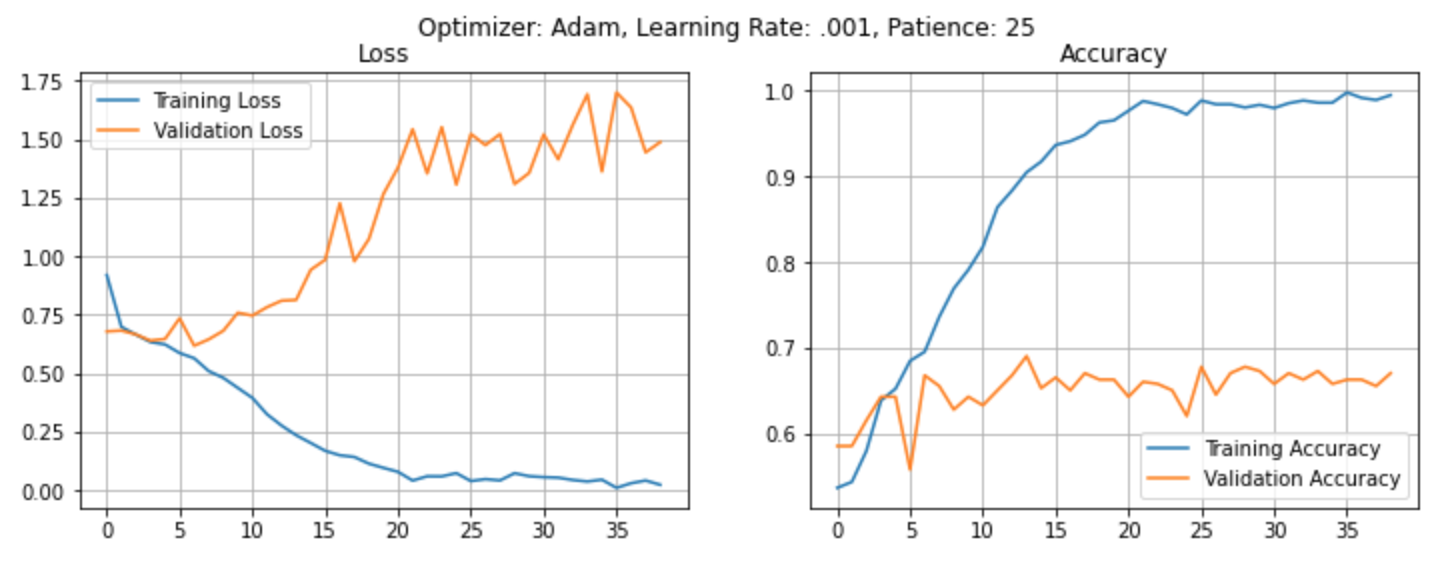 Optimizer: Adam, Learning Rate: .001, Patience: 25
Loss
1.75
1.50
1.25
1.00
0.75
0.50
0.25
0.00
Training Loss
Validation Loss
0 5 10 15 20 25 30 35
Accuracy
1.0
0.9
0.8
0.7
0.6
Training Accuracy
Validation Accuracy
0 5 10 15 20 25 30 35